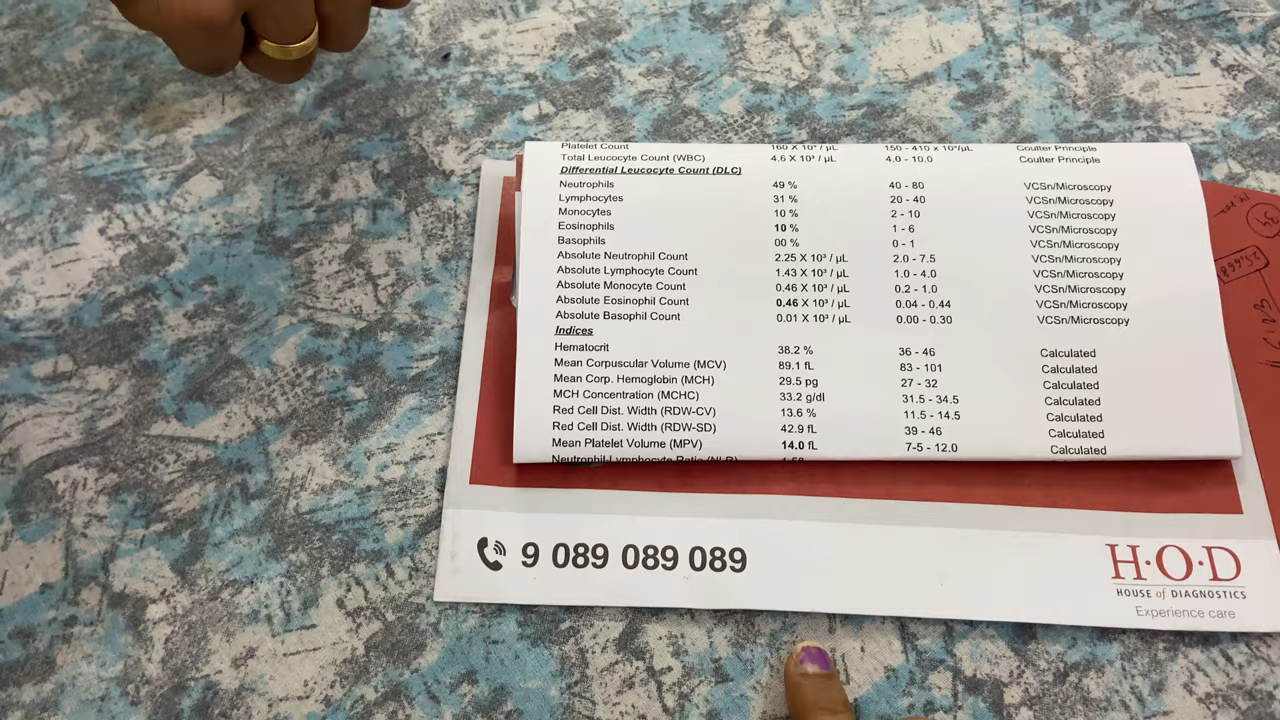 Platelet Count 160 X 10³ / µL 150 - 410 x 10³/µL Coulter Principle
Total Leucocyte Count (WBC) 4.6 X 10³ / µL 4.0 - 10.0 Coulter Principle
Differential Leucocyte Count (DLC)
Neutrophils 49 % 40 - 80 VCSn/Microscopy
Lymphocytes 31 % 20 - 40 VCSn/Microscopy
Monocytes 10 % 2 - 10 VCSn/Microscopy
Eosinophils 10 % 1 - 6 VCSn/Microscopy
Basophils 00 % 0 - 1 VCSn/Microscopy
Absolute Neutrophil Count 2.25 X 10³ / µL 2.0 - 7.5 VCSn/Microscopy
Absolute Lymphocyte Count 1.43 X 10³ / µL 1.0 - 4.0 VCSn/Microscopy
Absolute Monocyte Count 0.46 X 10³ / µL 0.2 - 1.0 VCSn/Microscopy
Absolute Eosinophil Count 0.46 X 10³ / µL 0.04 - 0.44 VCSn/Microscopy
Absolute Basophil Count 0.01 X 10³ / µL 0.00 - 0.30 VCSn/Microscopy
Indices
Hematocrit 38.2 % 36 - 46 Calculated
Mean Corpuscular Volume (MCV) 89.1 fL 83 - 101 Calculated
Mean Corp. Hemoglobin (MCH) 29.5 pg 27 - 32 Calculated
MCH Concentration (MCHC) 33.2 g/dl 31.5 - 34.5 Calculated
Red Cell Dist. Width (RDW-CV) 13.6 % 11.5 - 14.5 Calculated
Red Cell Dist. Width (RDW-SD) 42.9 fL 39 - 46 Calculated
Mean Platelet Volume (MPV) 14.0 fL 7-5 - 12.0 Calculated
Neutrophil-Lymphocyte Ratio (NLR)
9 089 089 089
H·O·D
HOUSE of DIAGNOSTICS
Experience care